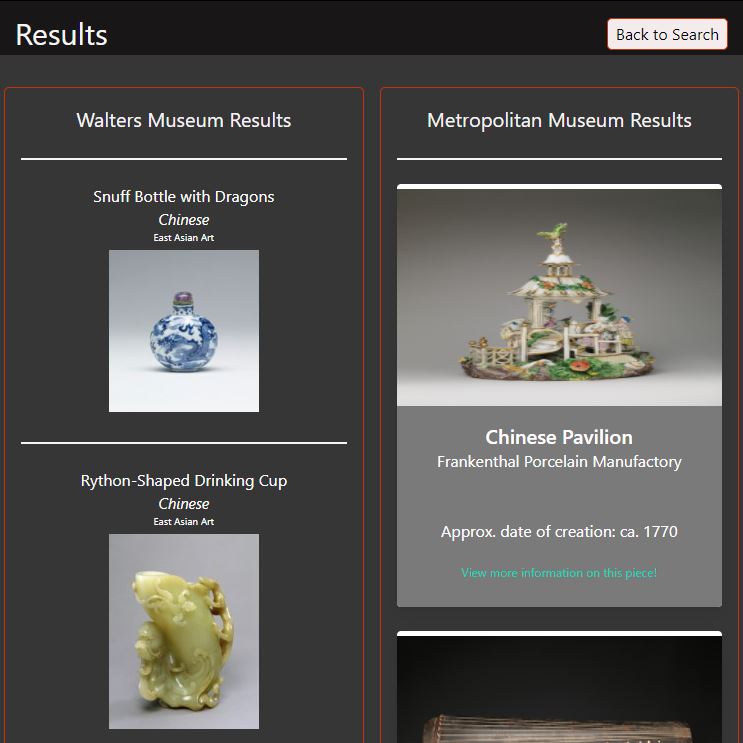 Results
Back to Search
Walters Museum Results
Snuff Bottle with Dragons
Chinese
East Asian Art
Rython-Shaped Drinking Cup
Chinese
East Asian Art
Metropolitan Museum Results
Chinese Pavilion
Frankenthal Porcelain Manufactory
Approx. date of creation: ca. 1770
View more information on this piece!